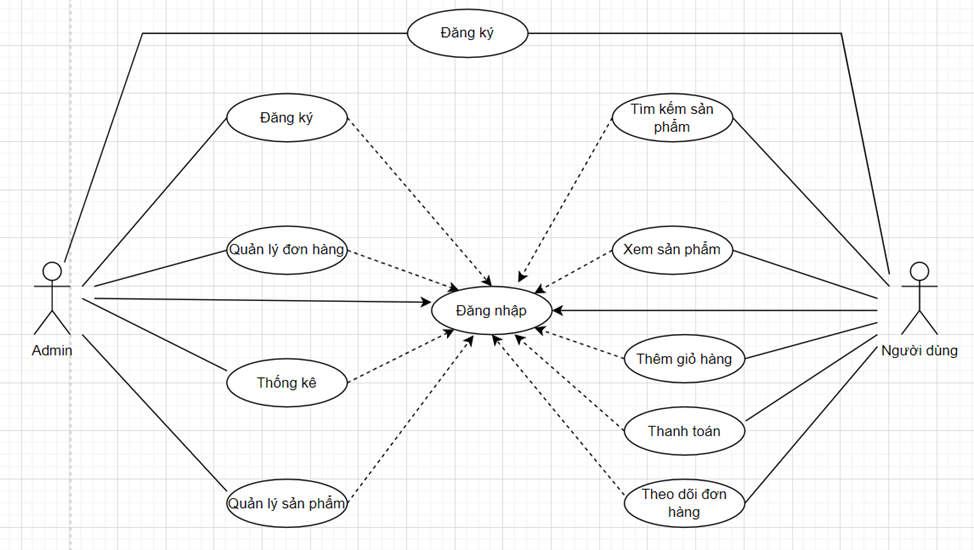 Đăng ký
Đăng ký
Tìm kếm sản
phẩm
Quản lý đơn hàng
Xem sản phẩm
Đăng nhập
Admin
Người dùng
Thêm giỏ hàng
Thống kê
Thanh toán
Quản lý sản phẩm
Theo dõi đơn
hàng